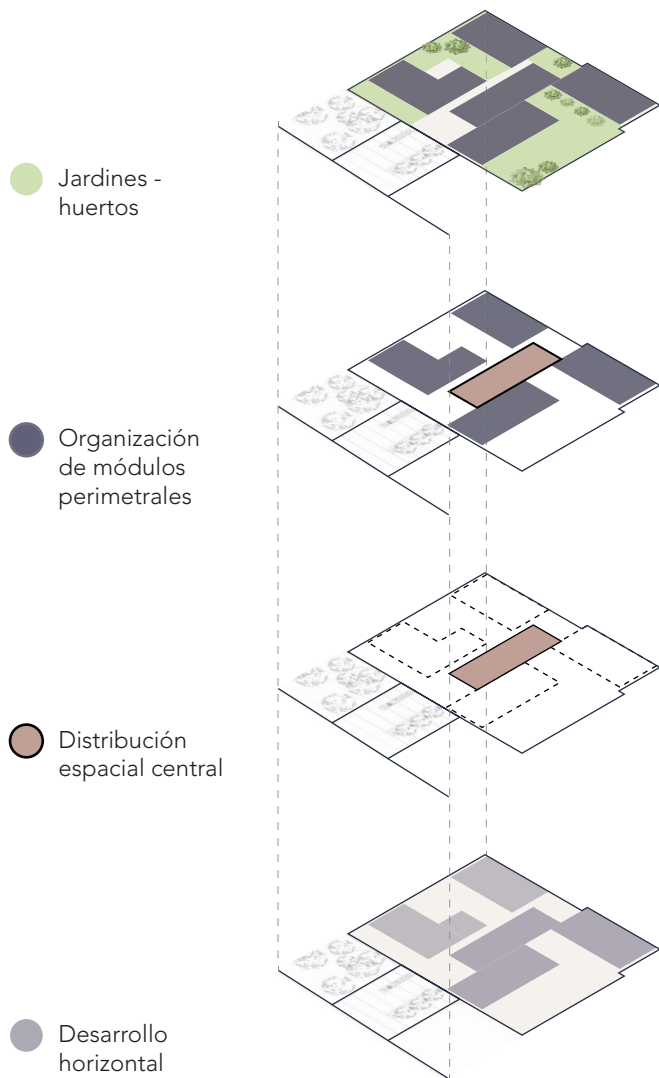 Jardines -
huertos
Organización
de módulos
perimetrales
Distribución
espacial central
Desarrollo
horizontal